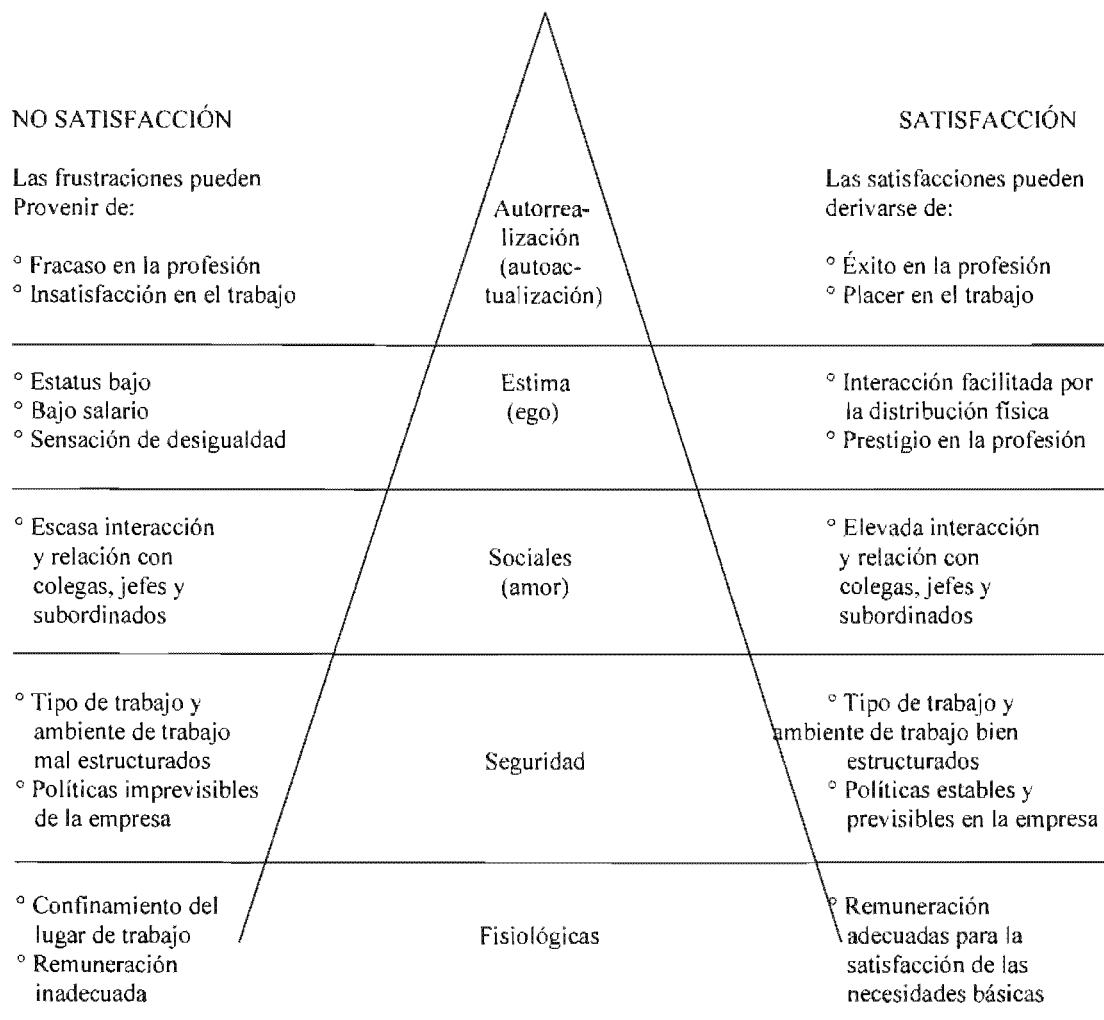 NO SATISFACCIÓN
SATISFACCIÓN
Las frustraciones pueden
Provenir de:
° Fracaso en la profesión
° Insatisfacción en el trabajo
Autorrea-
lización
(autoac-
tualización)
Las satisfacciones pueden
derivarse de:
° Éxito en la profesión
° Placer en el trabajo
° Estatus bajo
° Bajo salario
° Sensación de desigualdad
Estima
(ego)
° Interacción facilitada por
la distribución física
° Prestigio en la profesión
° Escasa interacción
y relación con
colegas, jefes y
subordinados
Sociales
(amor)
° Elevada interacción
y relación con
colegas, jefes y
subordinados
° Tipo de trabajo y
ambiente de trabajo
mal estructurados
° Políticas imprevisibles
de la empresa
Seguridad
° Tipo de trabajo y
ambiente de trabajo bien
estructurados
° Políticas estables y
previsibles en la empresa
° Confinamiento del
lugar de trabajo
° Remuneración
inadecuada
Fisiológicas
° Remuneración
adecuadas para la
satisfacción de las
necesidades básicas